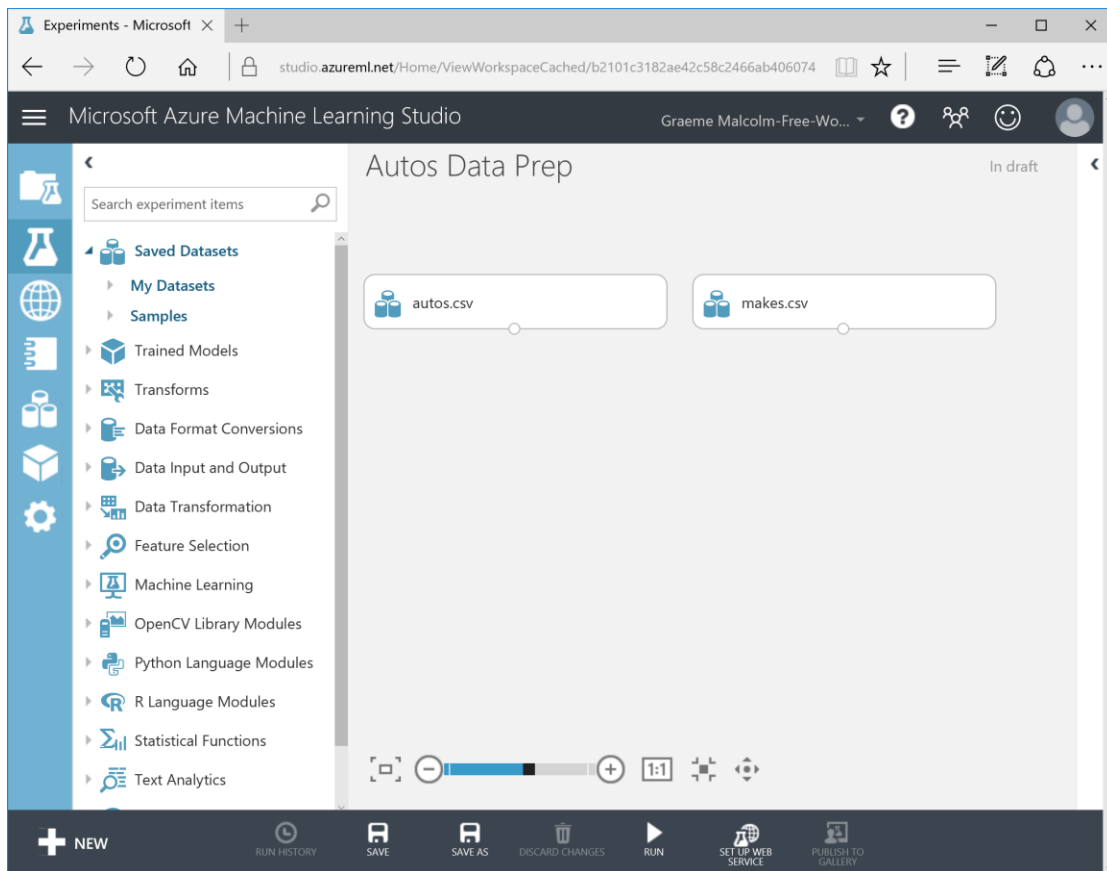 Experiments - Microsoft
studio.azureml.net/Home/ViewWorkspaceCached/b2101c3182ae42c58c2466ab406074
Microsoft Azure Machine Learning Studio
Graeme Malcolm-Free-Wo...
?
Autos Data Prep
In draft
Search experiment items
Saved Datasets
My Datasets
Samples
Trained Models
Transforms
Data Format Conversions
Data Input and Output
Data Transformation
Feature Selection
Machine Learning
OpenCV Library Modules
Python Language Modules
R Language Modules
Statistical Functions
Text Analytics
autos.csv
makes.csv
1:1
NEW
RUN HISTORY
SAVE
SAVE AS
DISCARD CHANGES
RUN
SET UP WEB
SERVICE
PUBLISH TO
GALLERY